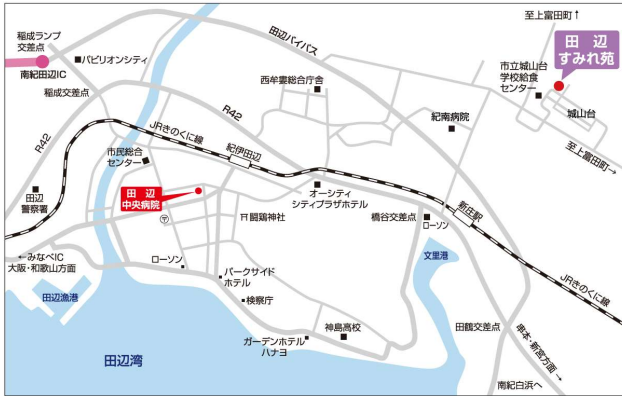 至上富田町↑
稲成ランプ
交差点
パビリオンシティ
南紀田辺IC
稲成交差点
田辺バイパス
西牟婁総合庁舎
R42
田辺
すみれ苑
市立城山台
学校給食
センター
城山台
紀南病院
至上富田町→
R42
JRきのくに線
市民総合
センター
紀伊田辺
田辺
警察署
田辺
中央病院
オーシティ
シティプラザホテル
闘鶏神社
橋谷交差点
ローソン
新庄駅
←みなべIC
大阪・和歌山方面
ローソン
パークサイド
ホテル
文里港
JRきのくに線
田辺漁港
検察庁
神島高校
ガーデンホテル
ハナヨ
田鶴交差点
串本・新宮方面→
田辺湾
南紀白浜へ